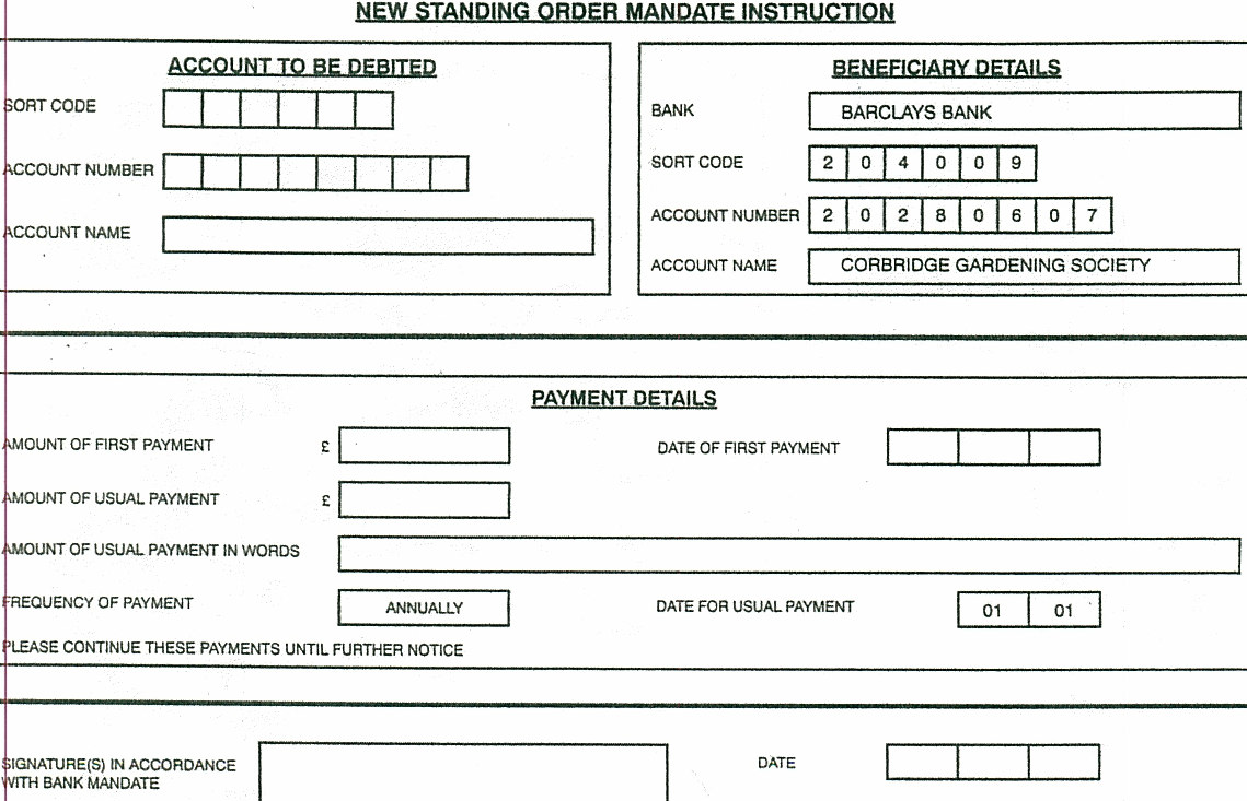 NEW STANDING ORDER MANDATE INSTRUCTION
ACCOUNT TO BE DEBITED
SORT CODE
ACCOUNT NUMBER
ACCOUNT NAME
BENEFICIARY DETAILS
BANK BARCLAYS BANK
SORT CODE 2 0 4 0 0 9
ACCOUNT NUMBER 2 0 2 8 0 6 0 7
ACCOUNT NAME CORBRIDGE GARDENING SOCIETY
PAYMENT DETAILS
AMOUNT OF FIRST PAYMENT £ DATE OF FIRST PAYMENT
AMOUNT OF USUAL PAYMENT £
AMOUNT OF USUAL PAYMENT IN WORDS
FREQUENCY OF PAYMENT ANNUALLY DATE FOR USUAL PAYMENT 01 01
PLEASE CONTINUE THESE PAYMENTS UNTIL FURTHER NOTICE
SIGNATURE(S) IN ACCORDANCE DATE
WITH BANK MANDATE